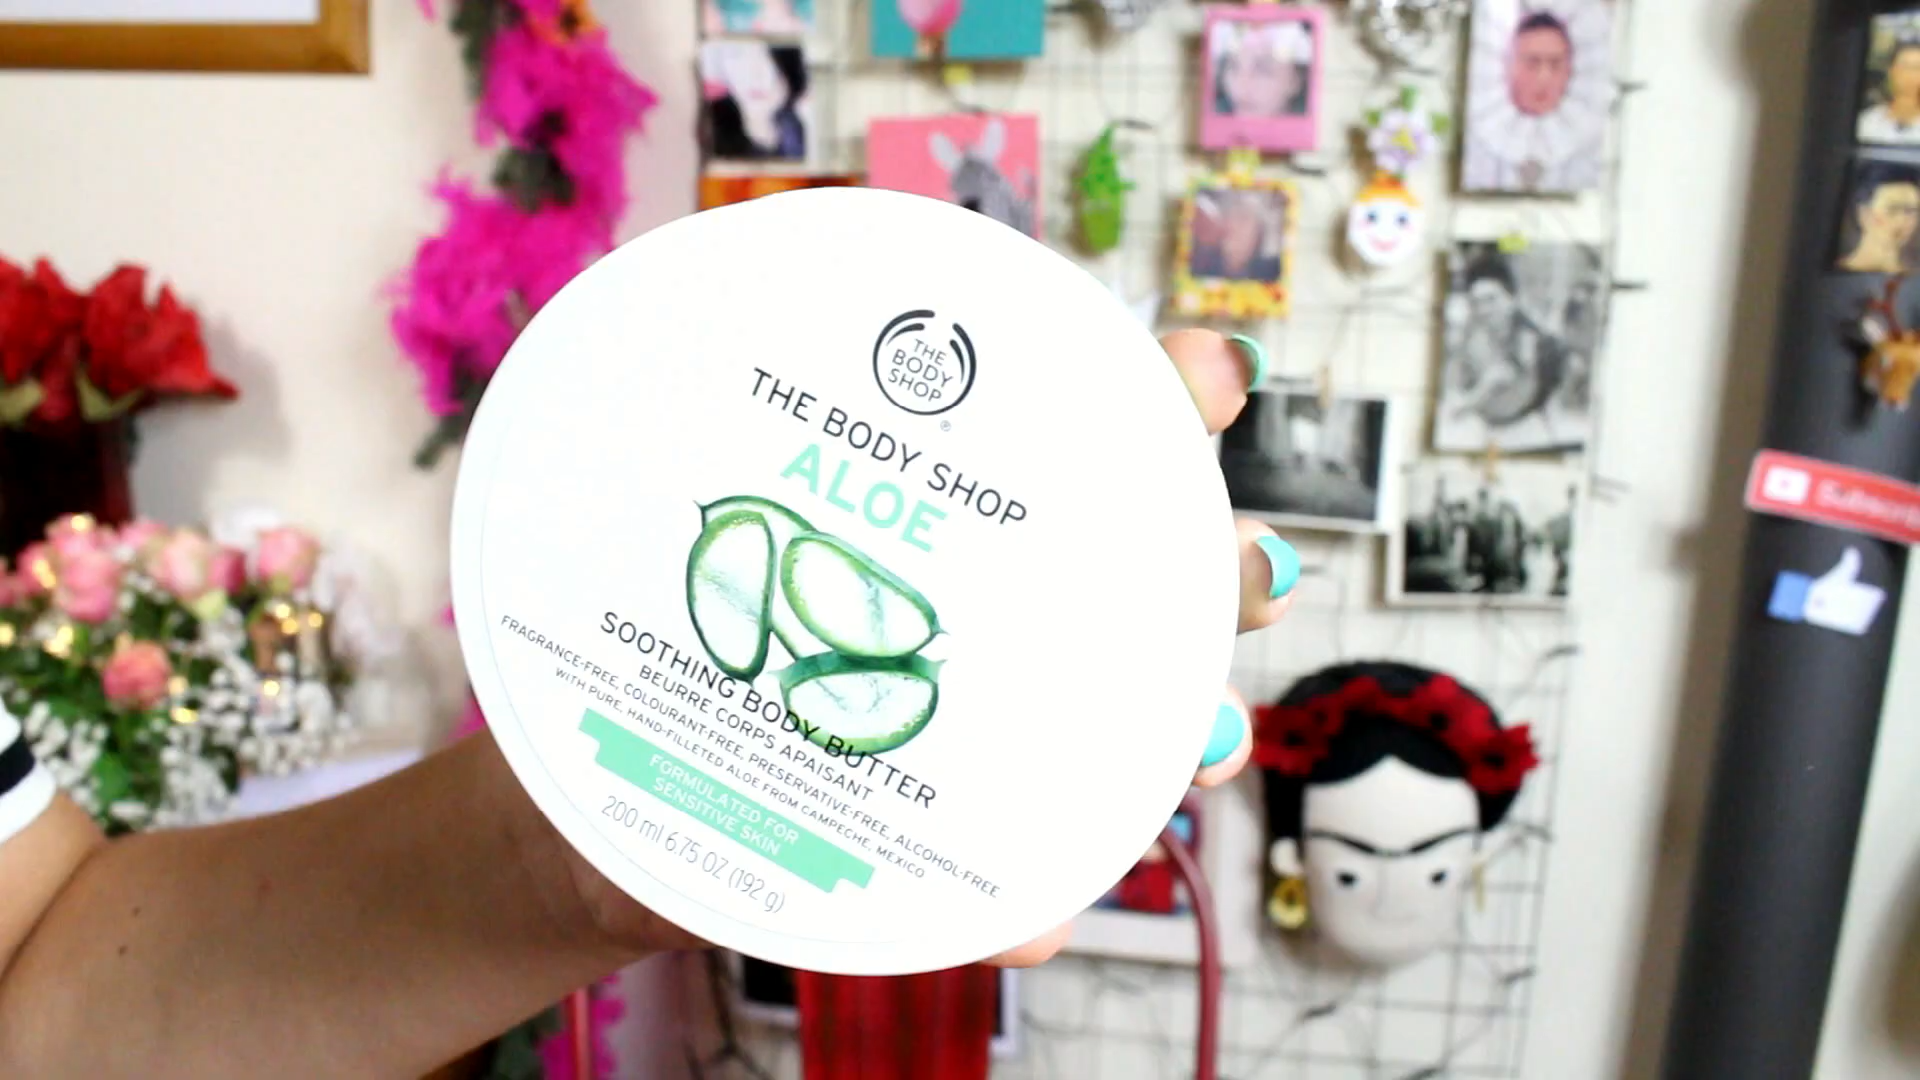 THE
BODY
SHOP
®
THE BODY SHOP
ALOE
SOOTHING BODY BUTTER
BEURRE CORPS APAISANT
FRAGRANCE-FREE, COLOURANT-FREE, PRESERVATIVE-FREE, ALCOHOL-FREE
WITH PURE, HAND-FILLETED ALOE FROM CAMPECHE, MEXICO
FORMULATED FOR
SENSITIVE SKIN
200 ml 6.75 OZ (192 g)